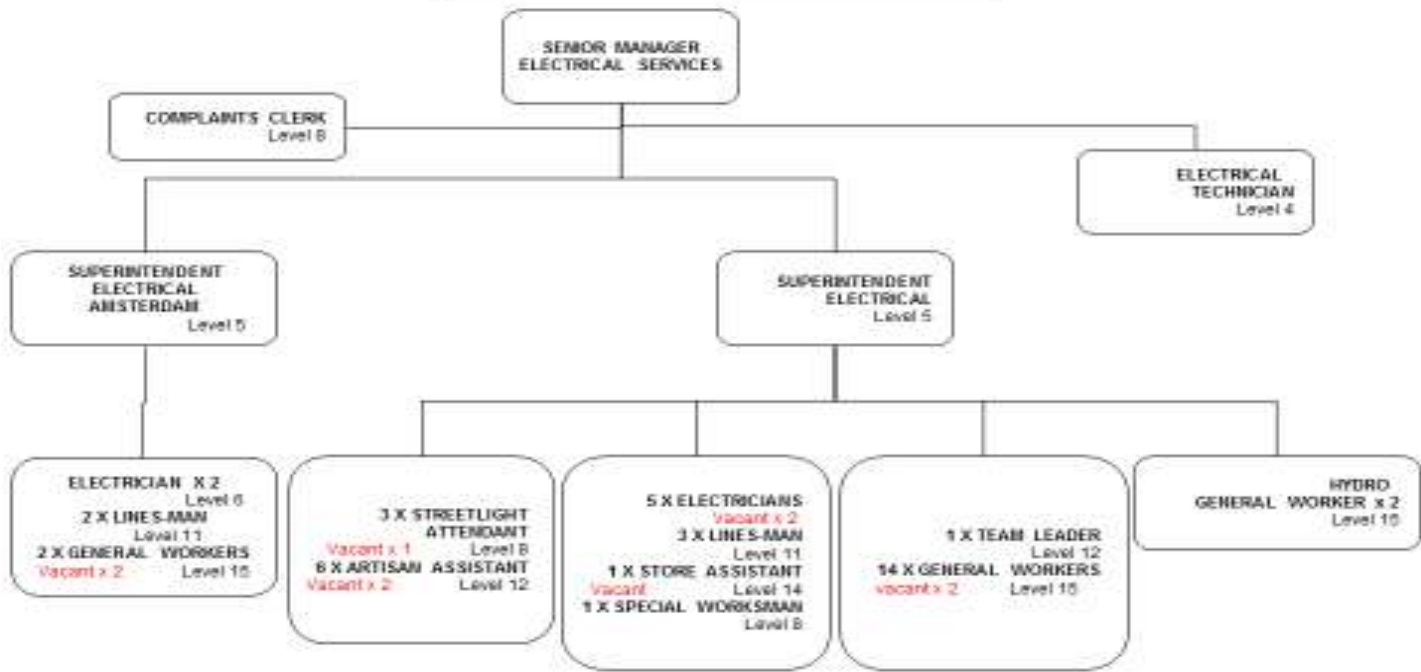 SENIOR MANAGER
ELECTRICAL SERVICES
COMPLAINTS CLERK
Level 8
ELECTRICAL
TECHNICIAN
Level 4
SUPERINTENDENT
ELECTRICAL
AMSTERDAM
Level 5
SUPERINTENDENT
ELECTRICAL
Level 5
ELECTRICIAN X 2
Level 6
2 X LINES-MAN
Level 11
2 X GENERAL WORKERS
Vacant x 2 Level 15
3 X STREETLIGHT
ATTENDANT
Vacant x 1 Level 8
6 X ARTISAN ASSISTANT
Vacant x 2 Level 12
5 X ELECTRICIANS
Vacant x 2
3 X LINES-MAN
Level 11
1 X STORE ASSISTANT
Vacant Level 14
1 X SPECIAL WORKSMAN
Level 8
1 X TEAM LEADER
Level 12
14 X GENERAL WORKERS
vacant x 2 Level 15
HYDRO
GENERAL WORKER x 2
Level 15